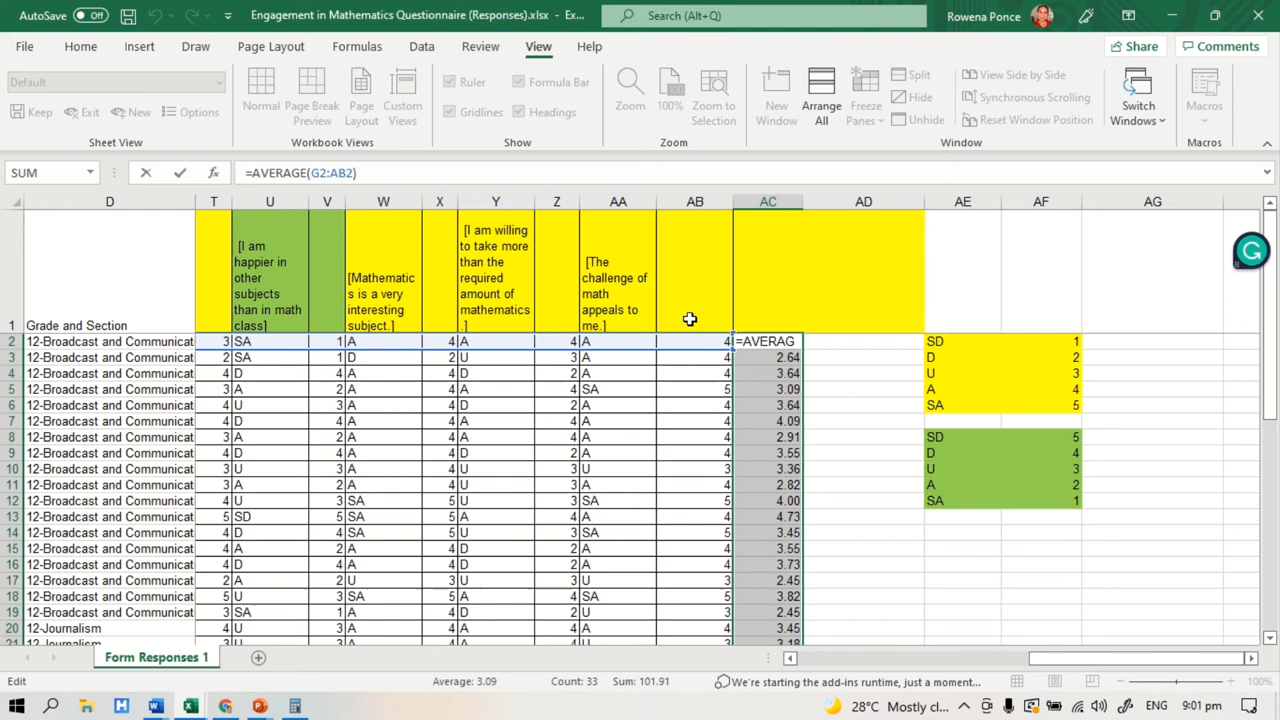 AutoSave Off Engagement in Mathematics Questionnaire (Responses).xlsx - Ex... Search (Alt+Q) Rowena Ponce
File Home Insert Draw Page Layout Formulas Data Review View Help Share Comments
Default
Keep Exit New Options
Sheet View
Normal Page Break Preview Page Layout Custom Views
Workbook Views
Ruler Formula Bar
Gridlines Headings
Show
Zoom 100% Zoom to Selection
Zoom
New Window Arrange All Freeze Panes Split Hide Unhide
View Side by Side
Synchronous Scrolling
Reset Window Position
Switch Windows
Window
Macros
Macros
SUM fx =AVERAGE(G2:AB2)
D T U V W X Y Z AA AB AC AD AE AF AG
1 Grade and Section
[I am
happier in
other
subjects
than in math
class]
[Mathematic
s is a very
interesting
subject.]
[I am willing
to take more
than the
required
amount of
mathematics
.]
[The
challenge of
math
appeals to
me.]
2 12-Broadcast and Communicat 3 SA 1 A 4 A 4 A 4 =AVERAG SD 1
3 12-Broadcast and Communicat 2 SA 1 D 2 U 3 A 4 2.64 D 2
4 12-Broadcast and Communicat 4 D 4 A 4 D 2 A 4 3.64 U 3
5 12-Broadcast and Communicat 3 A 2 A 4 A 4 SA 5 3.09 A 4
6 12-Broadcast and Communicat 4 U 3 A 4 D 2 A 4 3.64 SA 5
7 12-Broadcast and Communicat 4 D 4 A 4 A 4 A 4 4.09
8 12-Broadcast and Communicat 3 A 2 A 4 A 4 A 4 2.91 SD 5
9 12-Broadcast and Communicat 4 D 4 A 4 D 2 A 4 3.55 D 4
10 12-Broadcast and Communicat 3 U 3 A 4 U 3 U 3 3.36 U 3
11 12-Broadcast and Communicat 3 A 2 A 4 U 3 A 4 2.82 A 2
12 12-Broadcast and Communicat 4 U 3 SA 5 U 3 SA 5 4.00 SA 1
13 12-Broadcast and Communicat 5 SD 5 SA 5 A 4 A 4 4.73
14 12-Broadcast and Communicat 4 D 4 SA 5 U 3 SA 5 3.45
15 12-Broadcast and Communicat 4 A 2 A 4 D 2 A 4 3.55
16 12-Broadcast and Communicat 4 D 4 A 4 D 2 A 4 3.73
17 12-Broadcast and Communicat 2 A 2 U 3 U 3 U 3 2.45
18 12-Broadcast and Communicat 5 U 3 SA 5 A 4 SA 5 3.82
19 12-Broadcast and Communicat 3 SA 1 A 4 D 2 U 3 2.45
20 12-Journalism 4 U 3 A 4 A 4 A 4 3.45
21 12-Journalism 3 U 3 A 4 A 4 U 3 3.18
Form Responses 1
Edit Average: 3.09 Count: 33 Sum: 101.91 We're starting the add-ins runtime, just a moment... 100%
28°C Mostly cl... ENG 9:01 pm